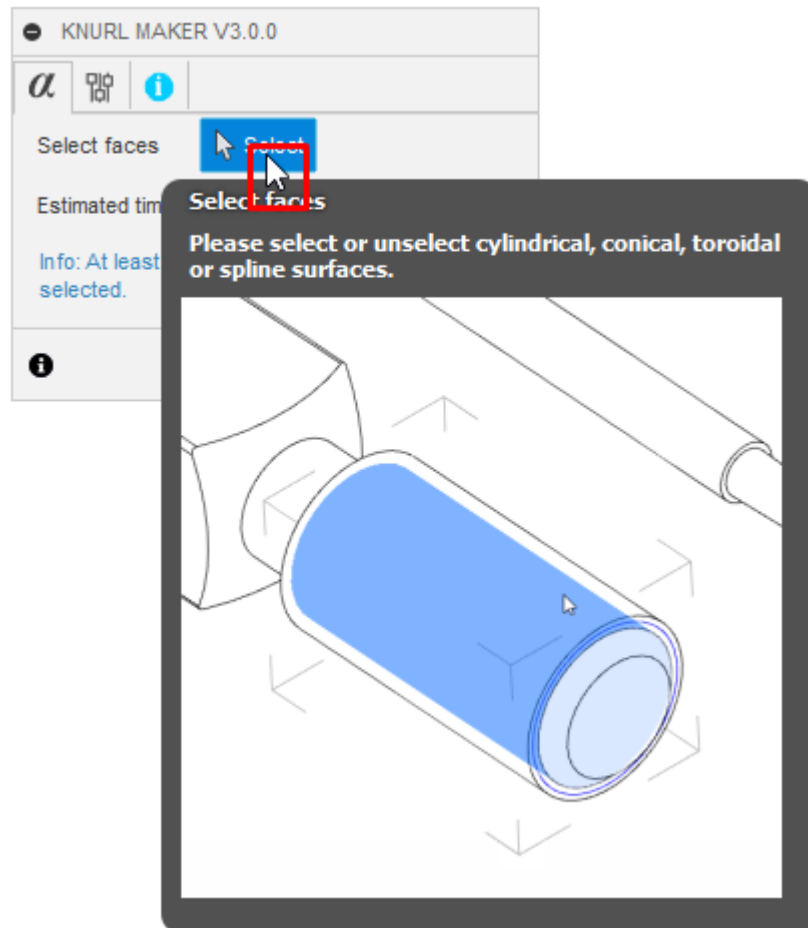 KNURL MAKER V3.0.0
Select faces
Select
Estimated tim
Info: At least
selected.
Select faces
Please select or unselect cylindrical, conical, toroidal
or spline surfaces.